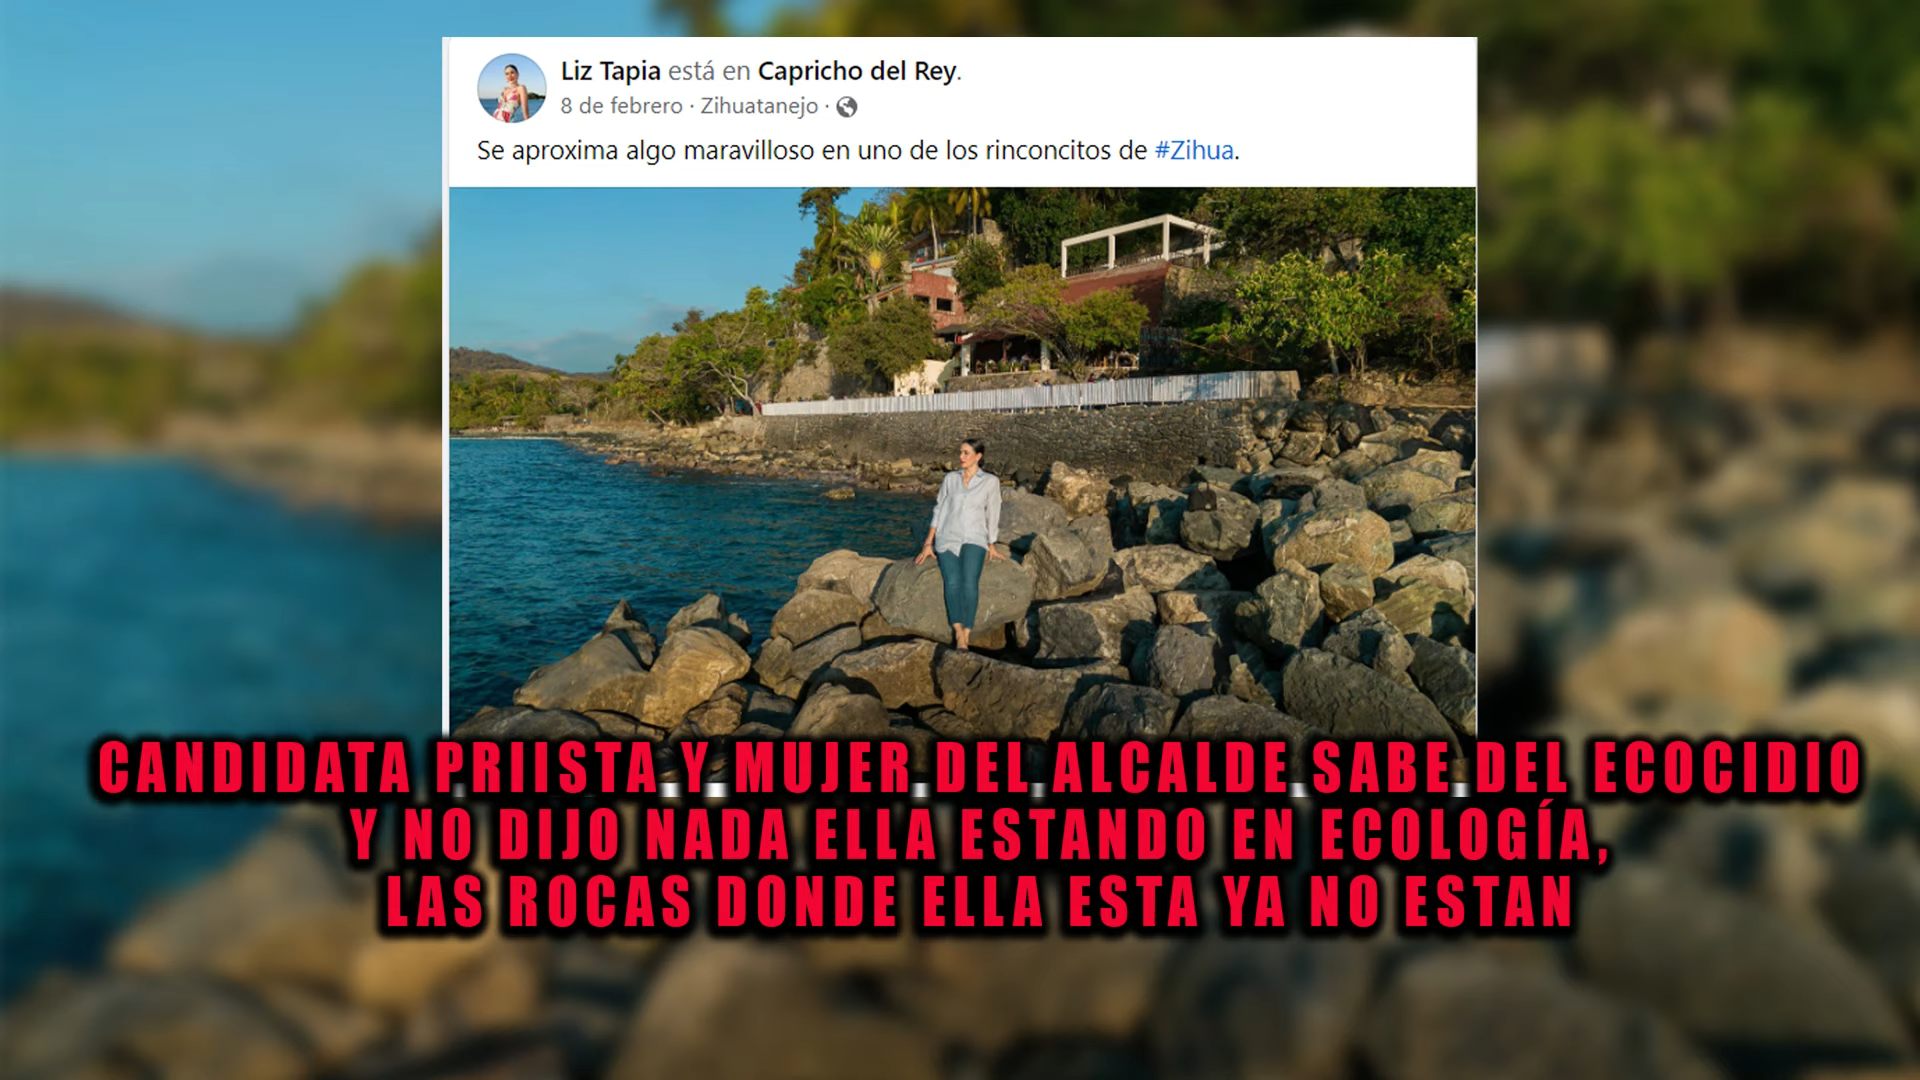 Liz Tapia está en Capricho del Rey.
8 de febrero · Zihuatanejo ·
Se aproxima algo maravilloso en uno de los rinconcitos de #Zihua.
CANDIDATA PRIISTA Y MUJER DEL ALCALDE SABE DEL ECOCIDIO
Y NO DIJO NADA ELLA ESTANDO EN ECOLOGÍA,
LAS ROCAS DONDE ELLA ESTA YA NO ESTAN